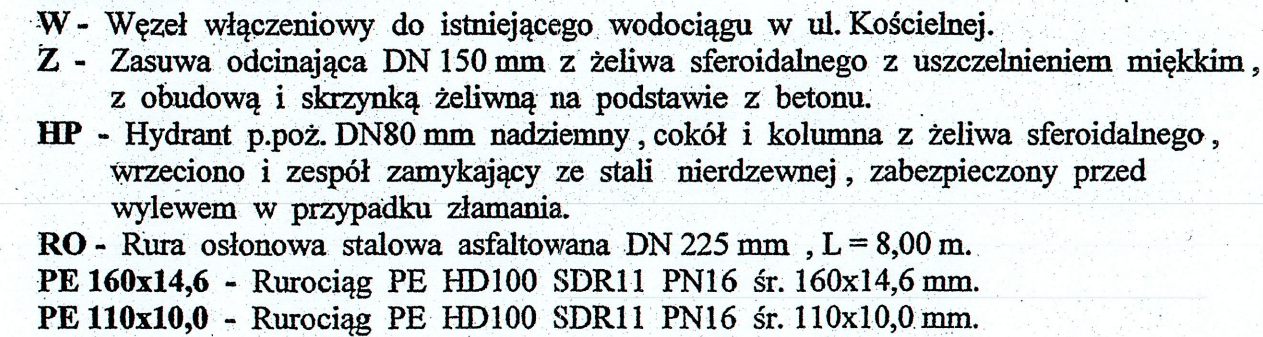 W - Węzeł włączeniowy do istniejącego wodociągu w ul. Kościelnej.
Z - Zasuwa odcinająca DN 150 mm z żeliwa sferoidalnego z uszczelnieniem miękkim ,
z obudową i skrzynką żeliwną na podstawie z betonu.
HP - Hydrant p.poż. DN80 mm nadziemny , cokół i kolumna z żeliwa sferoidalnego ,
wrzeciono i zespół zamykający ze stali nierdzewnej , zabezpieczony przed
wylewem w przypadku złamania.
RO - Rura osłonowa stalowa asfaltowana DN 225 mm , L = 8,00 m.
PE 160x14,6 - Rurociąg PE HD100 SDR11 PN16 śr. 160x14,6 mm.
PE 110x10,0 - Rurociąg PE HD100 SDR11 PN16 śr. 110x10,0 mm.